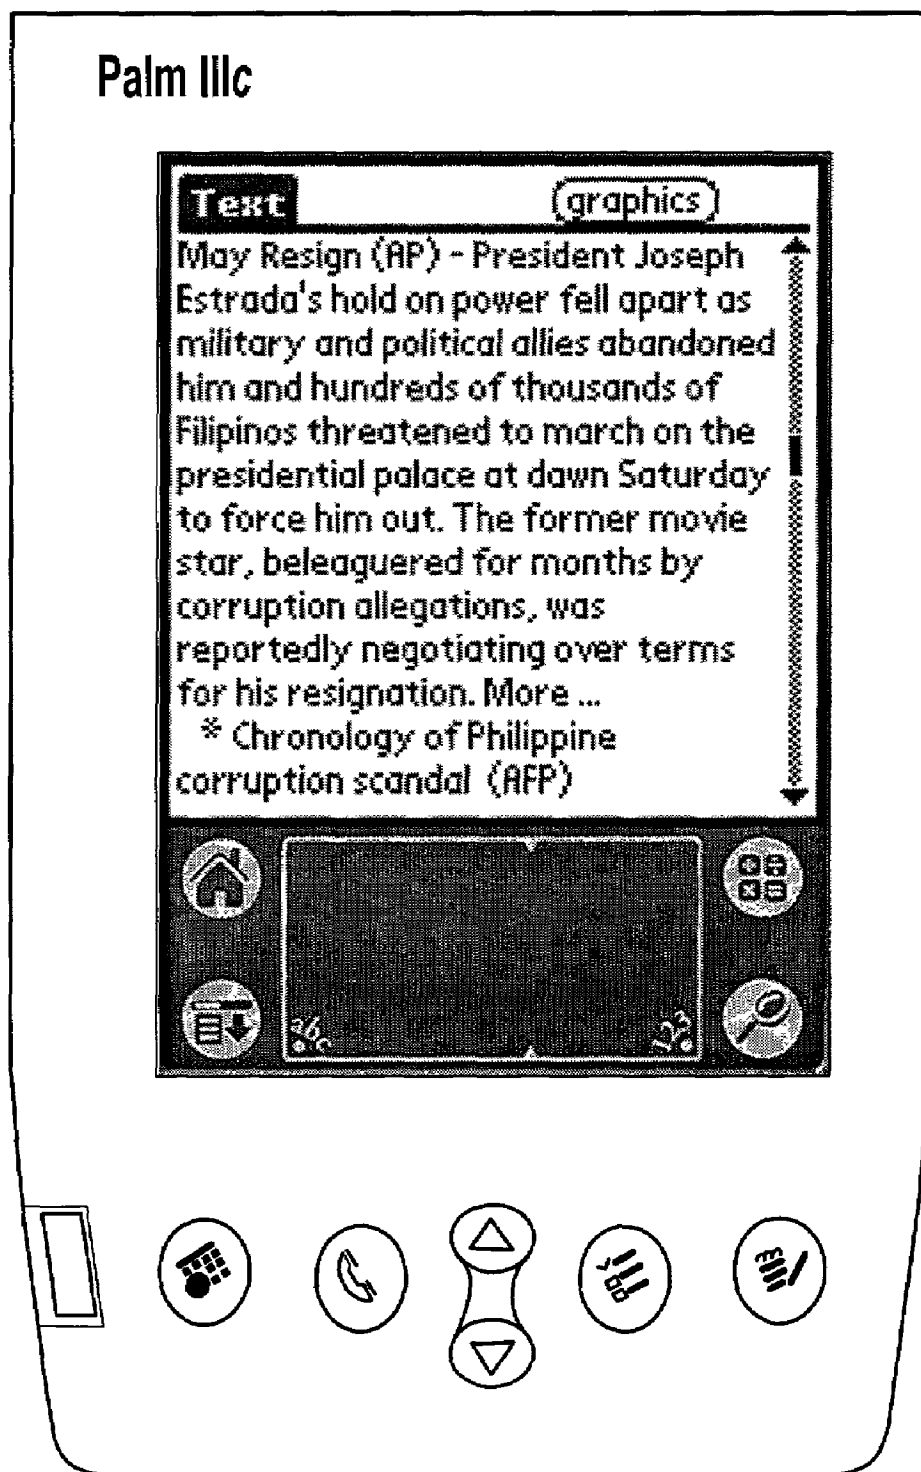 Palm IIIc
Text
graphics
May Resign (AP) - President Joseph
Estrada's hold on power fell apart as
military and political allies abandoned
him and hundreds of thousands of
Filipinos threatened to march on the
presidential palace at dawn Saturday
to force him out. The former movie
star, beleaguered for months by
corruption allegations, was
reportedly negotiating over terms
for his resignation. More ...
* Chronology of Philippine
corruption scandal (AFP)
abc
123